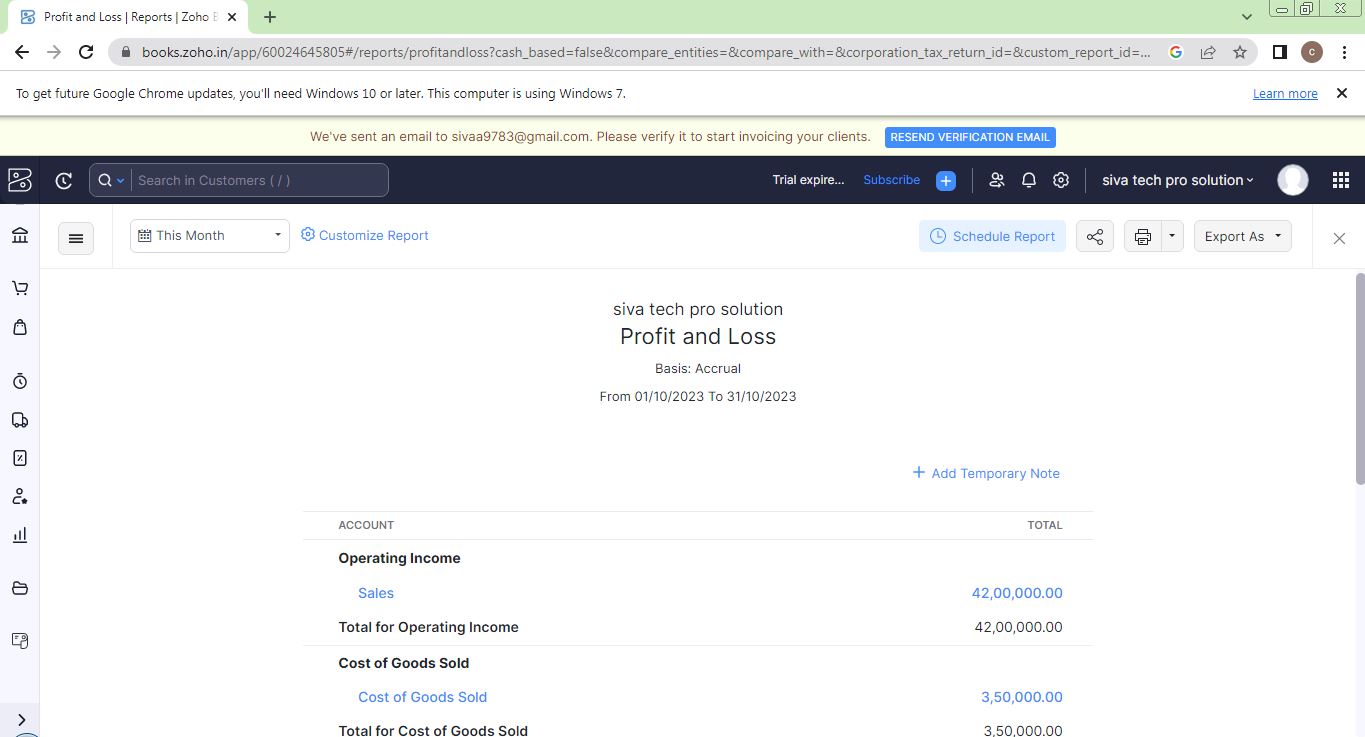 Profit and Loss | Reports | Zoho B
books.zoho.in/app/60024645805#/reports/profitandloss?cash_based=false&compare_entities=&compare_with=&corporation_tax_return_id=&custom_report_id=...
C
To get future Google Chrome updates, you'll need Windows 10 or later. This computer is using Windows 7.
Learn more
We've sent an email to sivaa9783@gmail.com. Please verify it to start invoicing your clients.
RESEND VERIFICATION EMAIL
Search in Customers ( / )
Trial expire...
Subscribe
siva tech pro solution
This Month
Customize Report
Schedule Report
Export As
siva tech pro solution
Profit and Loss
Basis: Accrual
From 01/10/2023 To 31/10/2023
+ Add Temporary Note
ACCOUNT TOTAL
Operating Income
Sales 42,00,000.00
Total for Operating Income 42,00,000.00
Cost of Goods Sold
Cost of Goods Sold 3,50,000.00
Total for Cost of Goods Sold 3,50,000.00